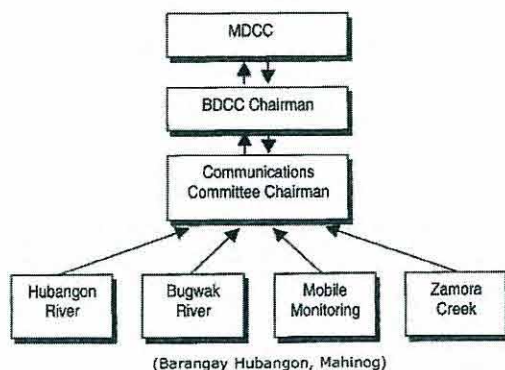 MDCC
BDCC Chairman
Communications
Committee Chairman
Hubangon
River
Bugwak
River
Mobile
Monitoring
Zamora
Creek
(Barangay Hubangon, Mahinog)